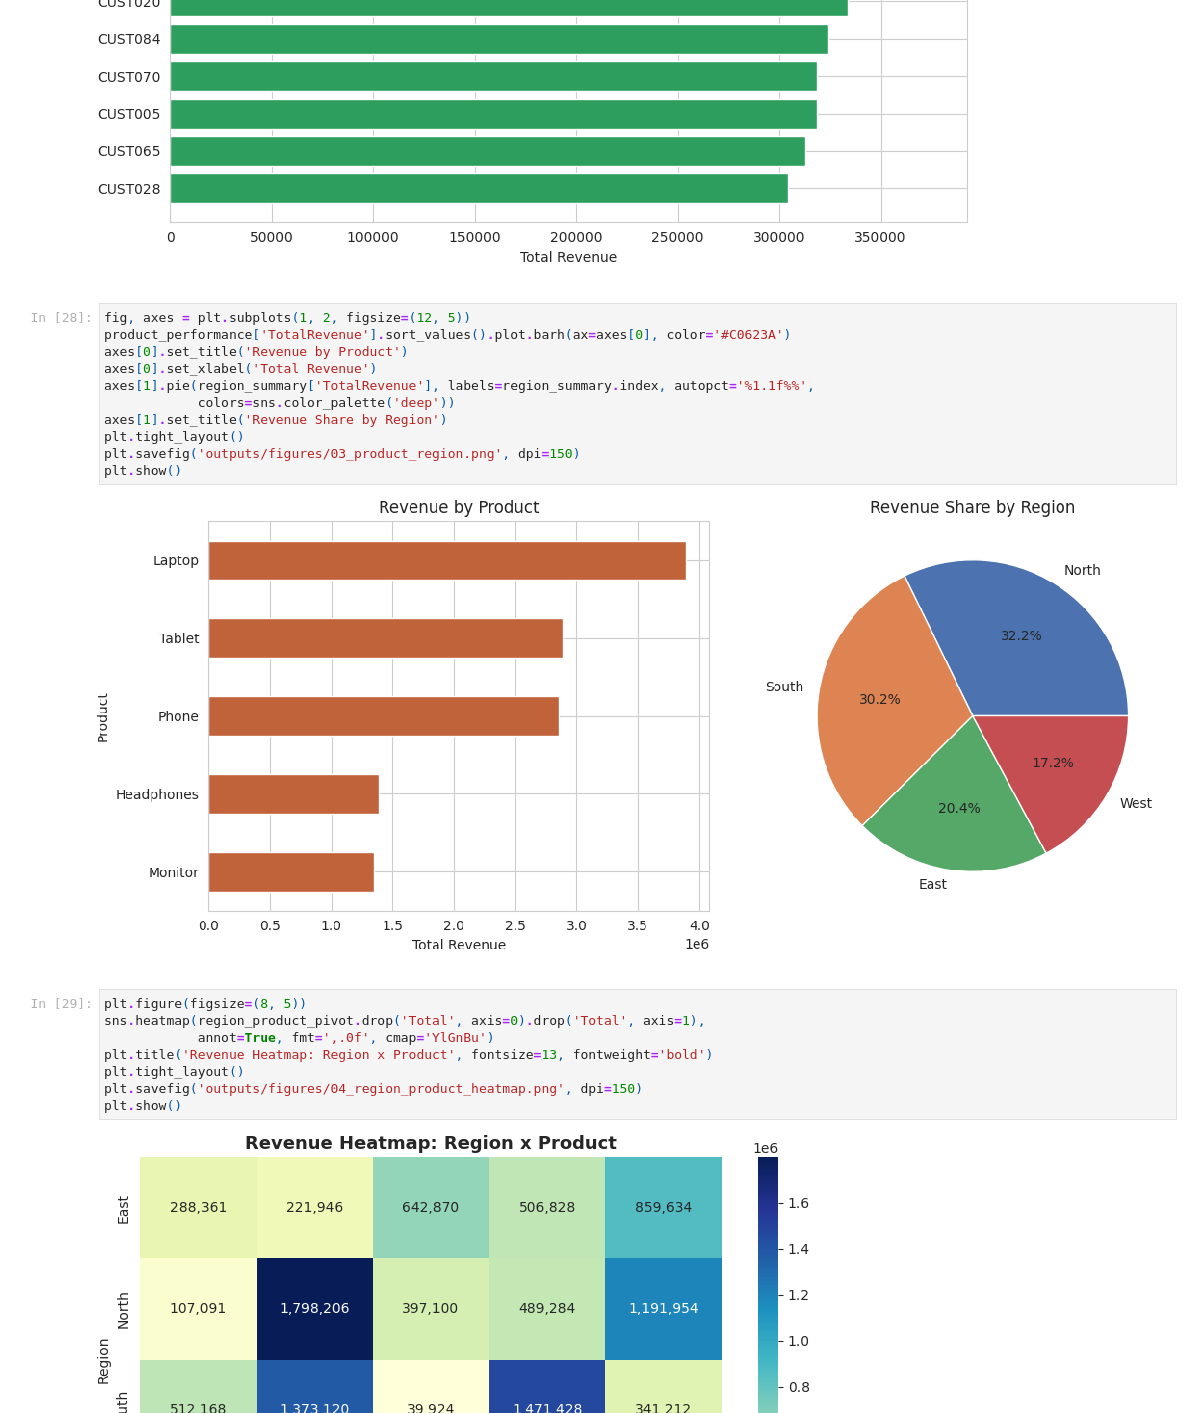 CUST020
CUST084
CUST070
CUST005
CUST065
CUST028
0 50000 100000 150000 200000 250000 300000 350000
Total Revenue
In [28]:
fig, axes = plt.subplots(1, 2, figsize=(12, 5))
product_performance['TotalRevenue'].sort_values().plot.barh(ax=axes[0], color='#C0623A')
axes[0].set_title('Revenue by Product')
axes[0].set_xlabel('Total Revenue')
axes[1].pie(region_summary['TotalRevenue'], labels=region_summary.index, autopct='%1.1f%%',
            colors=sns.color_palette('deep'))
axes[1].set_title('Revenue Share by Region')
plt.tight_layout()
plt.savefig('outputs/figures/03_product_region.png', dpi=150)
plt.show()
Revenue by Product
Laptop
Tablet
Phone
Headphones
Monitor
Product
0.0 0.5 1.0 1.5 2.0 2.5 3.0 3.5 4.0
Total Revenue
1e6
Revenue Share by Region
North
32.2%
South
30.2%
17.2%
West
20.4%
East
In [29]:
plt.figure(figsize=(8, 5))
sns.heatmap(region_product_pivot.drop('Total', axis=0).drop('Total', axis=1),
            annot=True, fmt=',.0f', cmap='YlGnBu')
plt.title('Revenue Heatmap: Region x Product', fontsize=13, fontweight='bold')
plt.tight_layout()
plt.savefig('outputs/figures/04_region_product_heatmap.png', dpi=150)
plt.show()
Revenue Heatmap: Region x Product
1e6
East
288,361 221,946 642,870 506,828 859,634
North
107,091 1,798,206 397,100 489,284 1,191,954
Region
uth
512,168 1,373,120 39,924 1,471,428 341,212
1.6
1.4
1.2
1.0
0.8